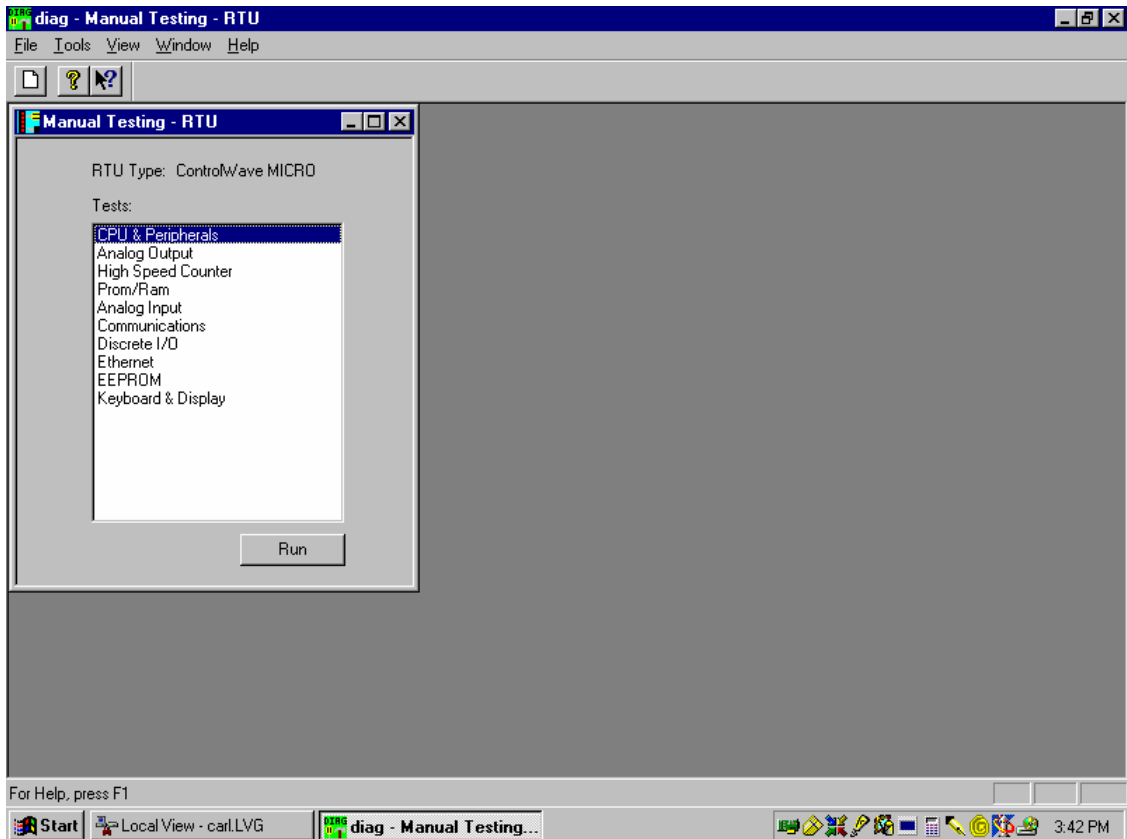 diag - Manual Testing - RTU
File Tools View Window Help
Manual Testing - RTU
RTU Type: ControlWave MICRO
Tests:
CPU & Peripherals
Analog Output
High Speed Counter
Prom/Ram
Analog Input
Communications
Discrete I/O
Ethernet
EEPROM
Keyboard & Display
Run
For Help, press F1
Start
Local View - carl.LVG
diag - Manual Testing...
3:42 PM